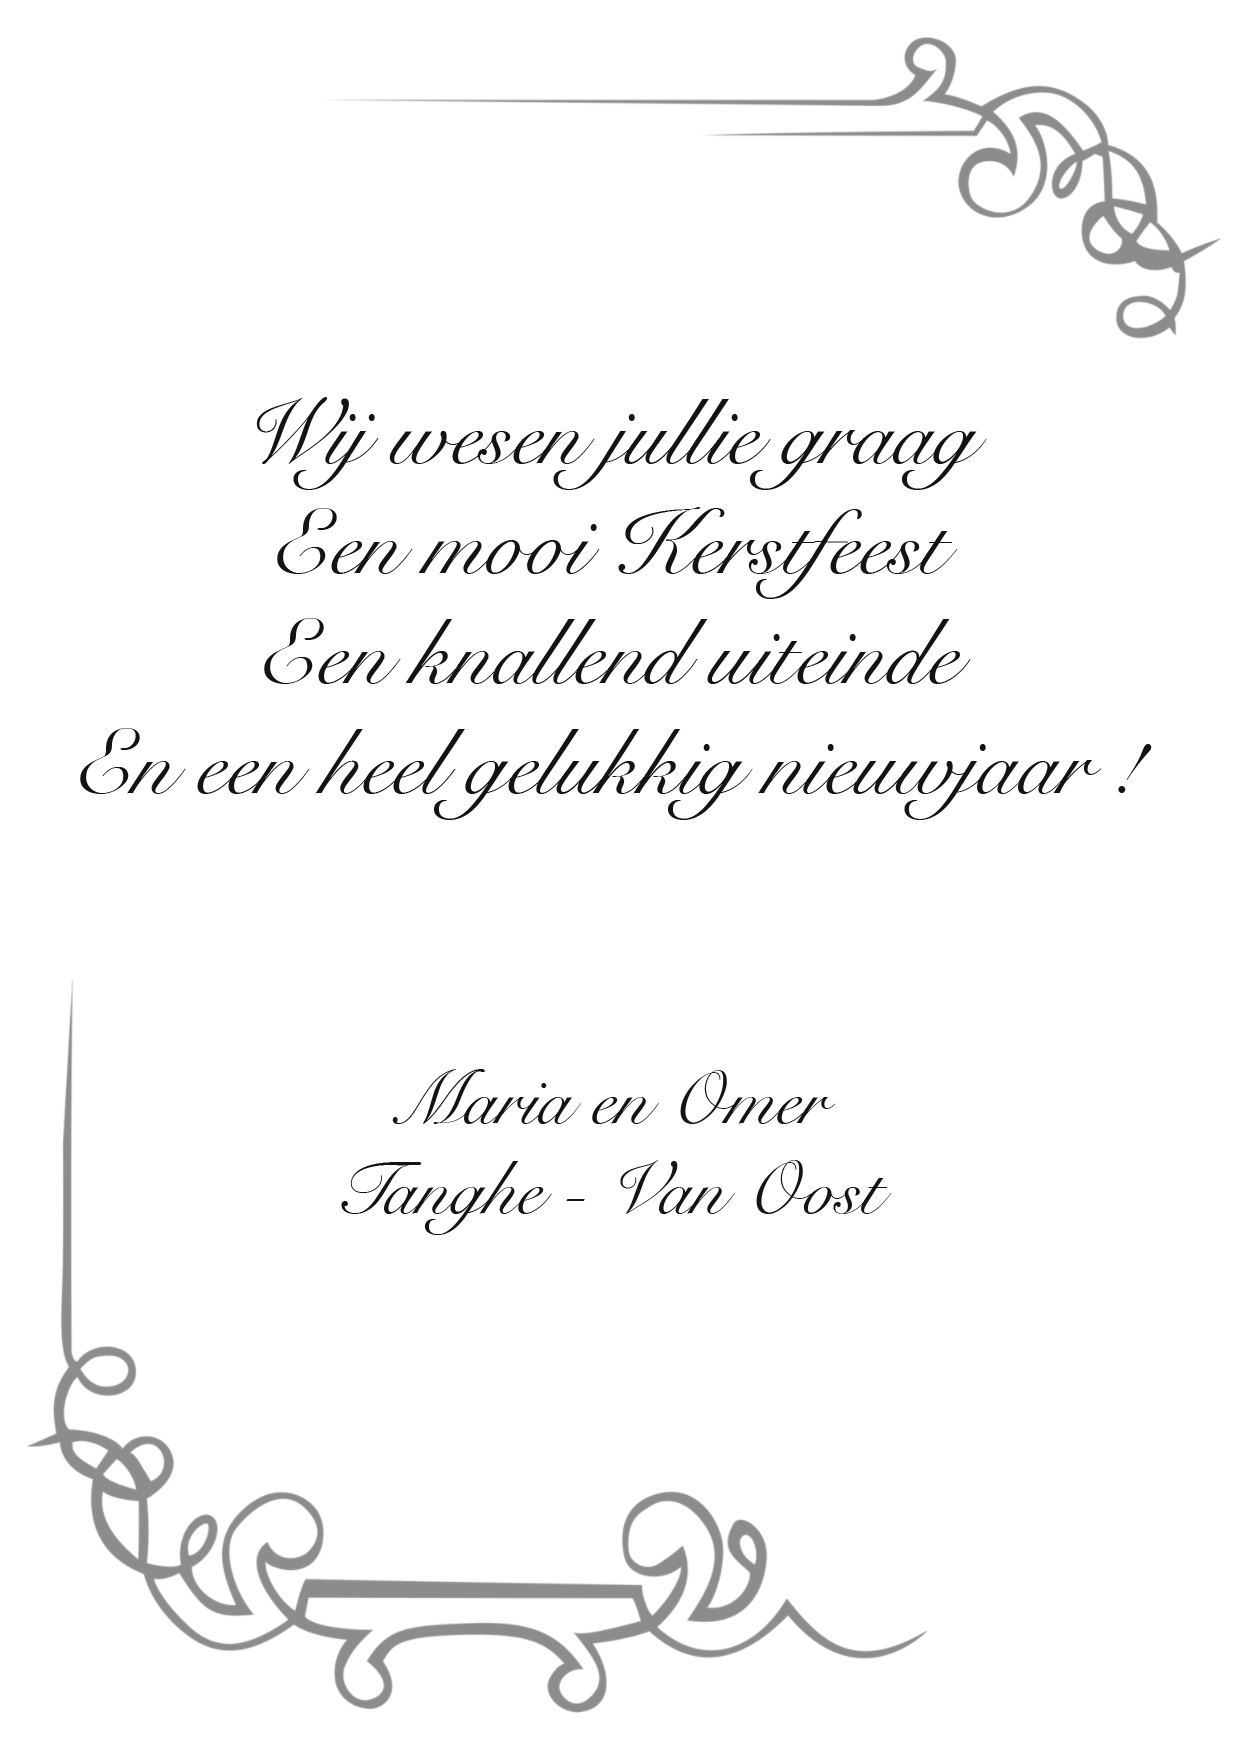 Wij wesen jullie graag
Een mooi Kerstfeest
Een knallend uiteinde
En een heel gelukkig nieuwjaar !
Maria en Omer
Tanghe - Van Oost